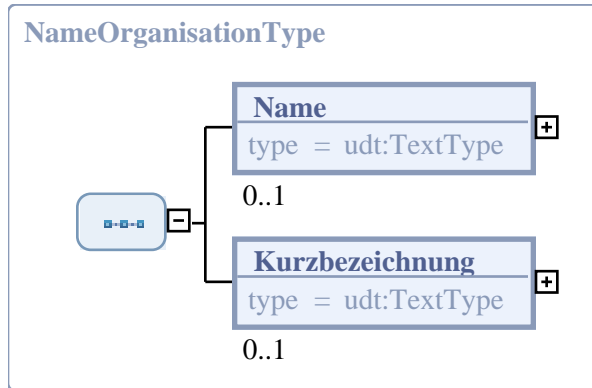 NameOrganisationType
Name
type = udt:TextType
0..1
Kurzbezeichnung
type = udt:TextType
0..1